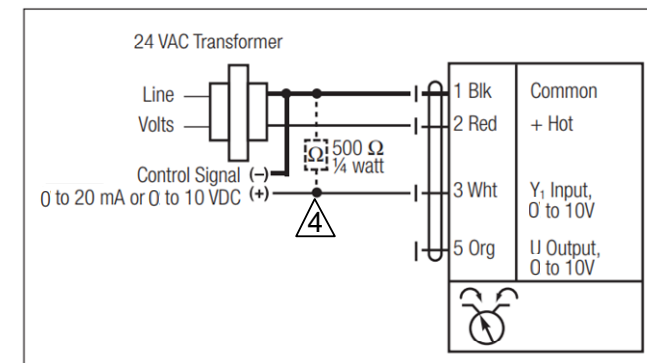 24 VAC Transformer
Line
Volts
Control Signal (–)
0 to 20 mA or 0 to 10 VDC (+)
Ω
500 Ω
¼ watt
4
1 Blk Common
2 Red + Hot
3 Wht Y₁ Input,
0 to 10V
5 Org U Output,
0 to 10V